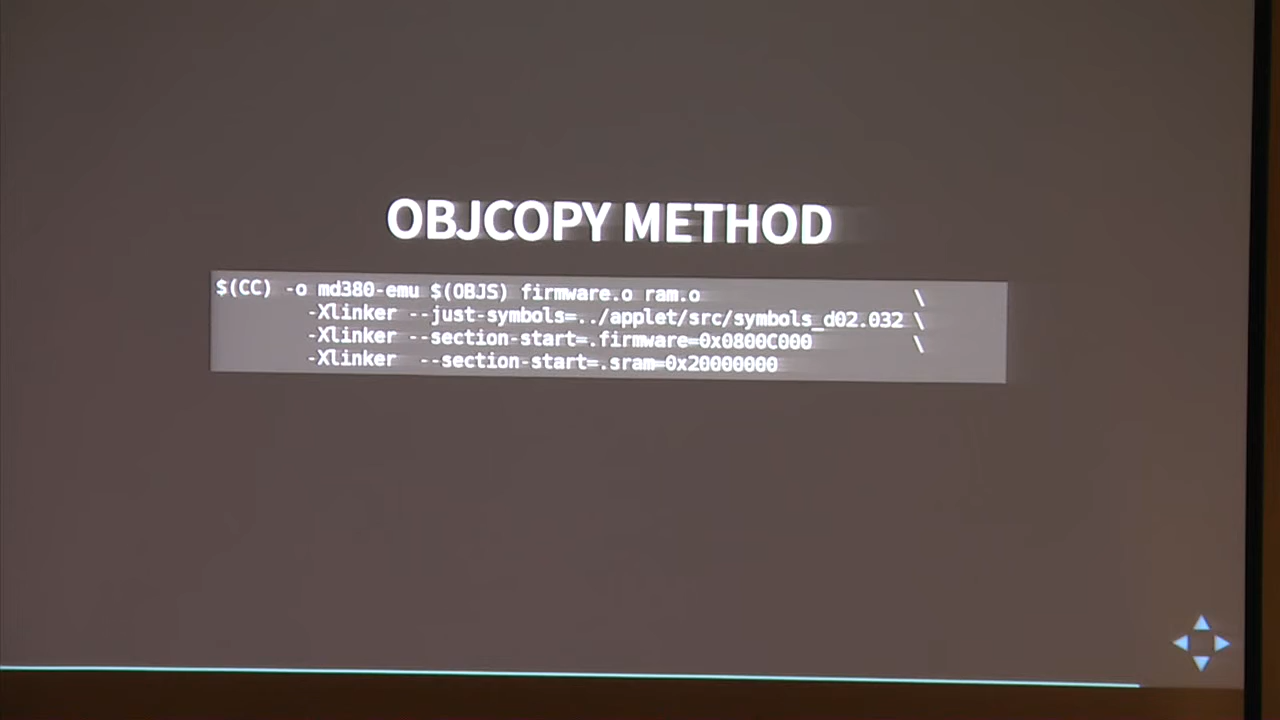 OBJCOPY METHOD
$(CC) -o md380-emu $(OBJS) firmware.o ram.o \
-Xlinker --just-symbols=../applet/src/symbols_d02.032 \
-Xlinker --section-start=.firmware=0x0800C000 \
-Xlinker --section-start=.sram=0x20000000